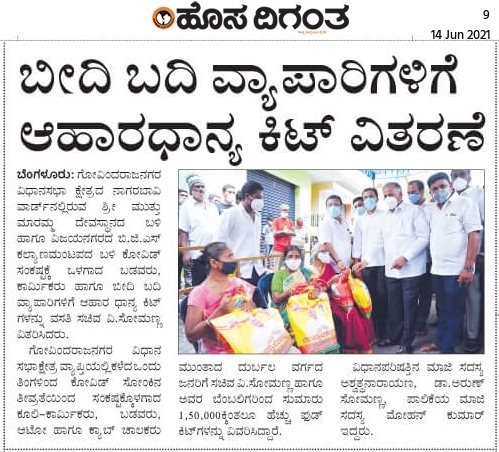 ಹೊಸ ದಿಗಂತ
9
14 Jun 2021
ಬೀದಿ ಬದಿ ವ್ಯಾಪಾರಿಗಳಿಗೆ
ಆಹಾರಧಾನ್ಯ ಕಿಟ್ ವಿತರಣೆ
ಬೆಂಗಳೂರು: ಗೋವಿಂದರಾಜನಗರ
ವಿಧಾನಸಭಾ ಕ್ಷೇತ್ರದ ನಾಗರಬಾವಿ
ವಾರ್ಡನಲ್ಲಿರುವ ಶ್ರೀ ಮುತ್ತು
ಮಾರಮ್ಮ ದೇವಸ್ಥಾನದ ಬಳಿ
ಹಾಗೂ ವಿಜಯನಗರದ ಬಿ.ಜಿ.ಎಸ್
ಕಲ್ಯಾಣಮಂಟಪದ ಬಳಿ ಕೋವಿಡ್
ಸಂಕಷ್ಟಕ್ಕೆ ಒಳಗಾದ ಬಡವರು,
ಕಾರ್ಮಿಕರು ಹಾಗೂ ಬೀದಿ ಬದಿ
ವ್ಯಾಪಾರಿಗಳಿಗೆ ಆಹಾರ ಧಾನ್ಯ ಕಿಟ್
ಗಳನ್ನು ವಸತಿ ಸಚಿವ ವಿ.ಸೋಮಣ್ಣ
ವಿತರಿಸಿದರು.
ಗೋವಿಂದರಾಜನಗರ ವಿಧಾನ
ಸಭಾಕ್ಷೇತ್ರ ವ್ಯಾಪ್ತಿಯಲ್ಲಿ ಕಳೆದ ಒಂದು
ತಿಂಗಳಿಂದ ಕೋವಿಡ್ ಸೋಂಕಿನ
ತೀವ್ರತೆಯಿಂದ ಸಂಕಷ್ಟಕ್ಕೊಳಗಾದ
ಕೂಲಿ-ಕಾರ್ಮಿಕರು, ಬಡವರು,
ಆಟೋ ಹಾಗೂ ಕ್ಯಾಬ್ ಚಾಲಕರು
ಮುಂತಾದ ದುರ್ಬಲ ವರ್ಗದ
ಜನರಿಗೆ ಸಚಿವ ವಿ.ಸೋಮಣ್ಣ ಹಾಗೂ
ಅವರ ಬೆಂಬಲಿಗರಿಂದ ಸುಮಾರು
1,50,000ಕ್ಕಿಂತಲೂ ಹೆಚ್ಚು ಫುಡ್
ಕಿಟ್‌ಗಳನ್ನು ವಿವರಿಸಿದ್ದಾರೆ.
ವಿಧಾನಪರಿಷತ್ತಿನ ಮಾಜಿ ಸದಸ್ಯ
ಅಶ್ವತ್ಥನಾರಾಯಣ, ಡಾ.ಅರುಣ್
ಸೋಮಣ್ಣ, ಪಾಲಿಕೆಯ ಮಾಜಿ
ಸದಸ್ಯ ಮೋಹನ್ ಕುಮಾರ್
ಇದ್ದರು.